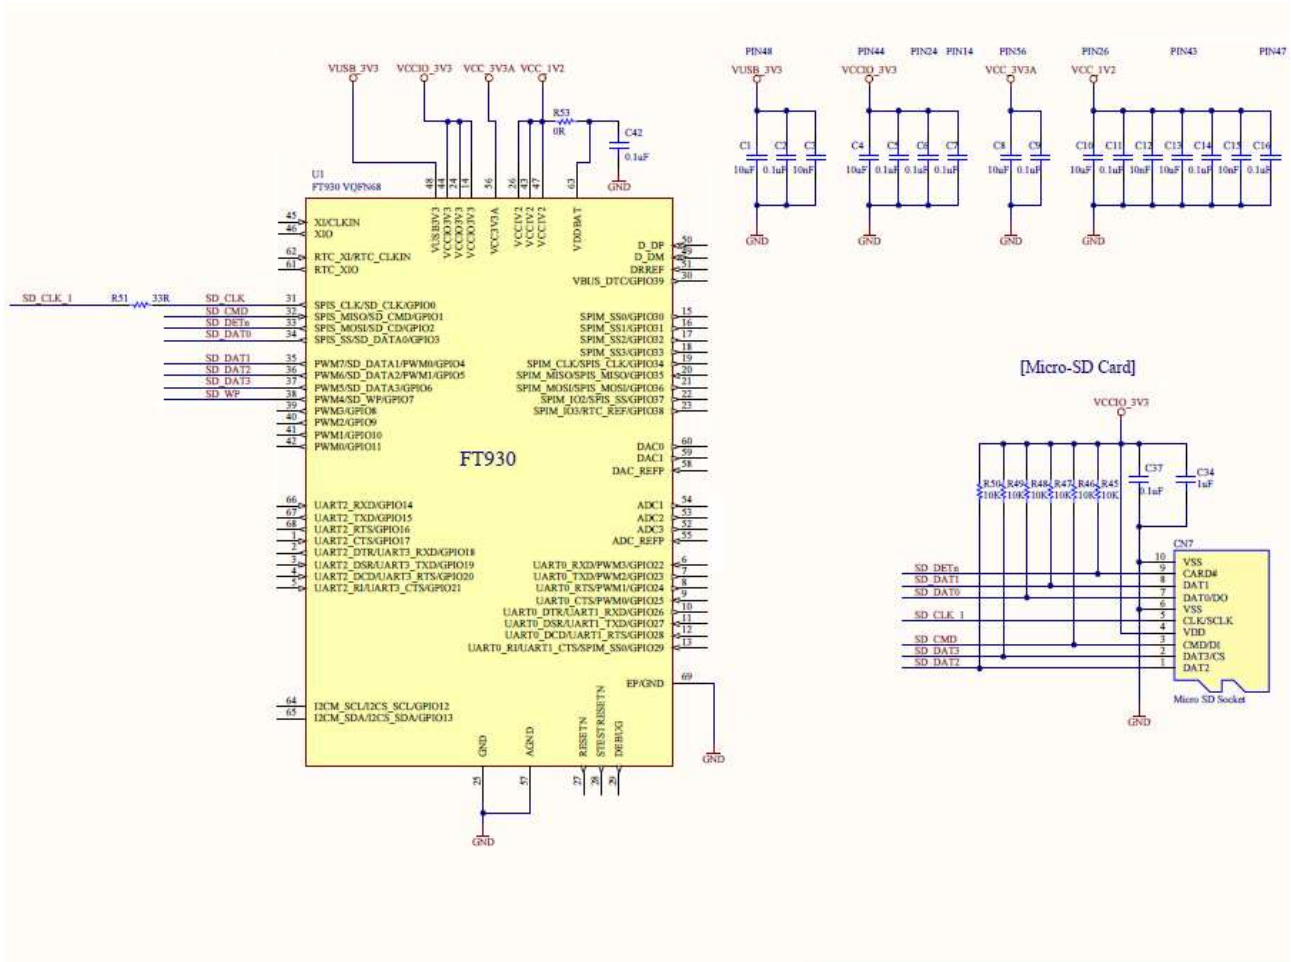 PIN48 PIN44 PIN24 PIN14 PIN56 PIN26 PIN43 PIN47
VUSB_3V3 VCCIO_3V3 VCC_3V3A VCC_1V2
VUSB_3V3 VCCIO_3V3 VCC_3V3A VCC_1V2
R53
0R
C42
0.1uF
GND
C1 C2 C3 C4 C5 C6 C7 C8 C9 C10 C11 C12 C13 C14 C15 C16
10uF 0.1uF 10nF 10uF 0.1uF 0.1uF 0.1uF 10uF 0.1uF 10uF 0.1uF 10nF 0.1uF 0.1uF 10nF 0.1uF
GND GND GND GND
U1
FT930 VQFN68
48 44 24 14 56 26 43 47 63
VUSB3V3 VCCIO3V3 VCCIO3V3 VCCIO3V3 VCC3V3A VCC1V2 VCC1V2 VCC1V2 VDDBAT
45 XI/CLKIN
46 XIO
62 RTC_XI/RTC_CLKIN
61 RTC_XIO
SD_CLK_1 R51 33R SD_CLK 31 SPIS_CLK/SD_CLK/GPIO0
SD_CMD 32 SPIS_MISO/SD_CMD/GPIO1
SD_DETn 33 SPIS_MOSI/SD_CD/GPIO2
SD_DAT0 34 SPIS_SS/SD_DATA0/GPIO3
SD_DAT1 35 PWM7/SD_DATA1/PWM0/GPIO4
SD_DAT2 36 PWM6/SD_DATA2/PWM1/GPIO5
SD_DAT3 37 PWM5/SD_DATA3/GPIO6
SD_WP 38 PWM4/SD_WP/GPIO7
39 PWM3/GPIO8
40 PWM2/GPIO9
41 PWM1/GPIO10
42 PWM0/GPIO11
FT930
66 UART2_RXD/GPIO14
67 UART2_TXD/GPIO15
68 UART2_RTS/GPIO16
1 UART2_CTS/GPIO17
2 UART2_DTR/UART3_RXD/GPIO18
3 UART2_DSR/UART3_TXD/GPIO19
4 UART2_DCD/UART3_RTS/GPIO20
5 UART2_RI/UART3_CTS/GPIO21
64 I2CM_SCL/I2CS_SCL/GPIO12
65 I2CM_SDA/I2CS_SDA/GPIO13
D_DP 50
D_DM 49
DRREF 51
VBUS_DTC/GPIO39 30
SPIM_SS0/GPIO30 15
SPIM_SS1/GPIO31 16
SPIM_SS2/GPIO32 17
SPIM_SS3/GPIO33 18
SPIM_CLK/SPIS_CLK/GPIO34 19
SPIM_MISO/SPIS_MISO/GPIO35 20
SPIM_MOSI/SPIS_MOSI/GPIO36 21
SPIM_IO2/SPIS_SS/GPIO37 22
SPIM_IO3/RTC_REF/GPIO38 23
DAC0 60
DAC1 59
DAC_REFP 58
ADC1 54
ADC2 53
ADC3 52
ADC_REFP 55
UART0_RXD/PWM3/GPIO22 6
UART0_TXD/PWM2/GPIO23 7
UART0_RTS/PWM1/GPIO24 8
UART0_CTS/PWM0/GPIO25 9
UART0_DTR/UART1_RXD/GPIO26 10
UART0_DSR/UART1_TXD/GPIO27 11
UART0_DCD/UART1_RTS/GPIO28 12
UART0_RI/UART1_CTS/SPIM_SS0/GPIO29 13
EP/GND 69
GND
GND AGND RESETN STESTRESETN DEBUG
25 57 27 28 29
GND
[Micro-SD Card]
VCCIO_3V3
R50 R49 R48 R47 R46 R45
10K 10K 10K 10K 10K 10K
C37
0.1uF
C34
1uF
CN7
10 VSS
SD_DETn 9 CARD#
SD_DAT1 8 DAT1
SD_DAT0 7 DAT0/DO
6 VSS
SD_CLK_1 5 CLK/SCLK
4 VDD
SD_CMD 3 CMD/DI
SD_DAT3 2 DAT3/CS
SD_DAT2 1 DAT2
Micro SD Socket
GND